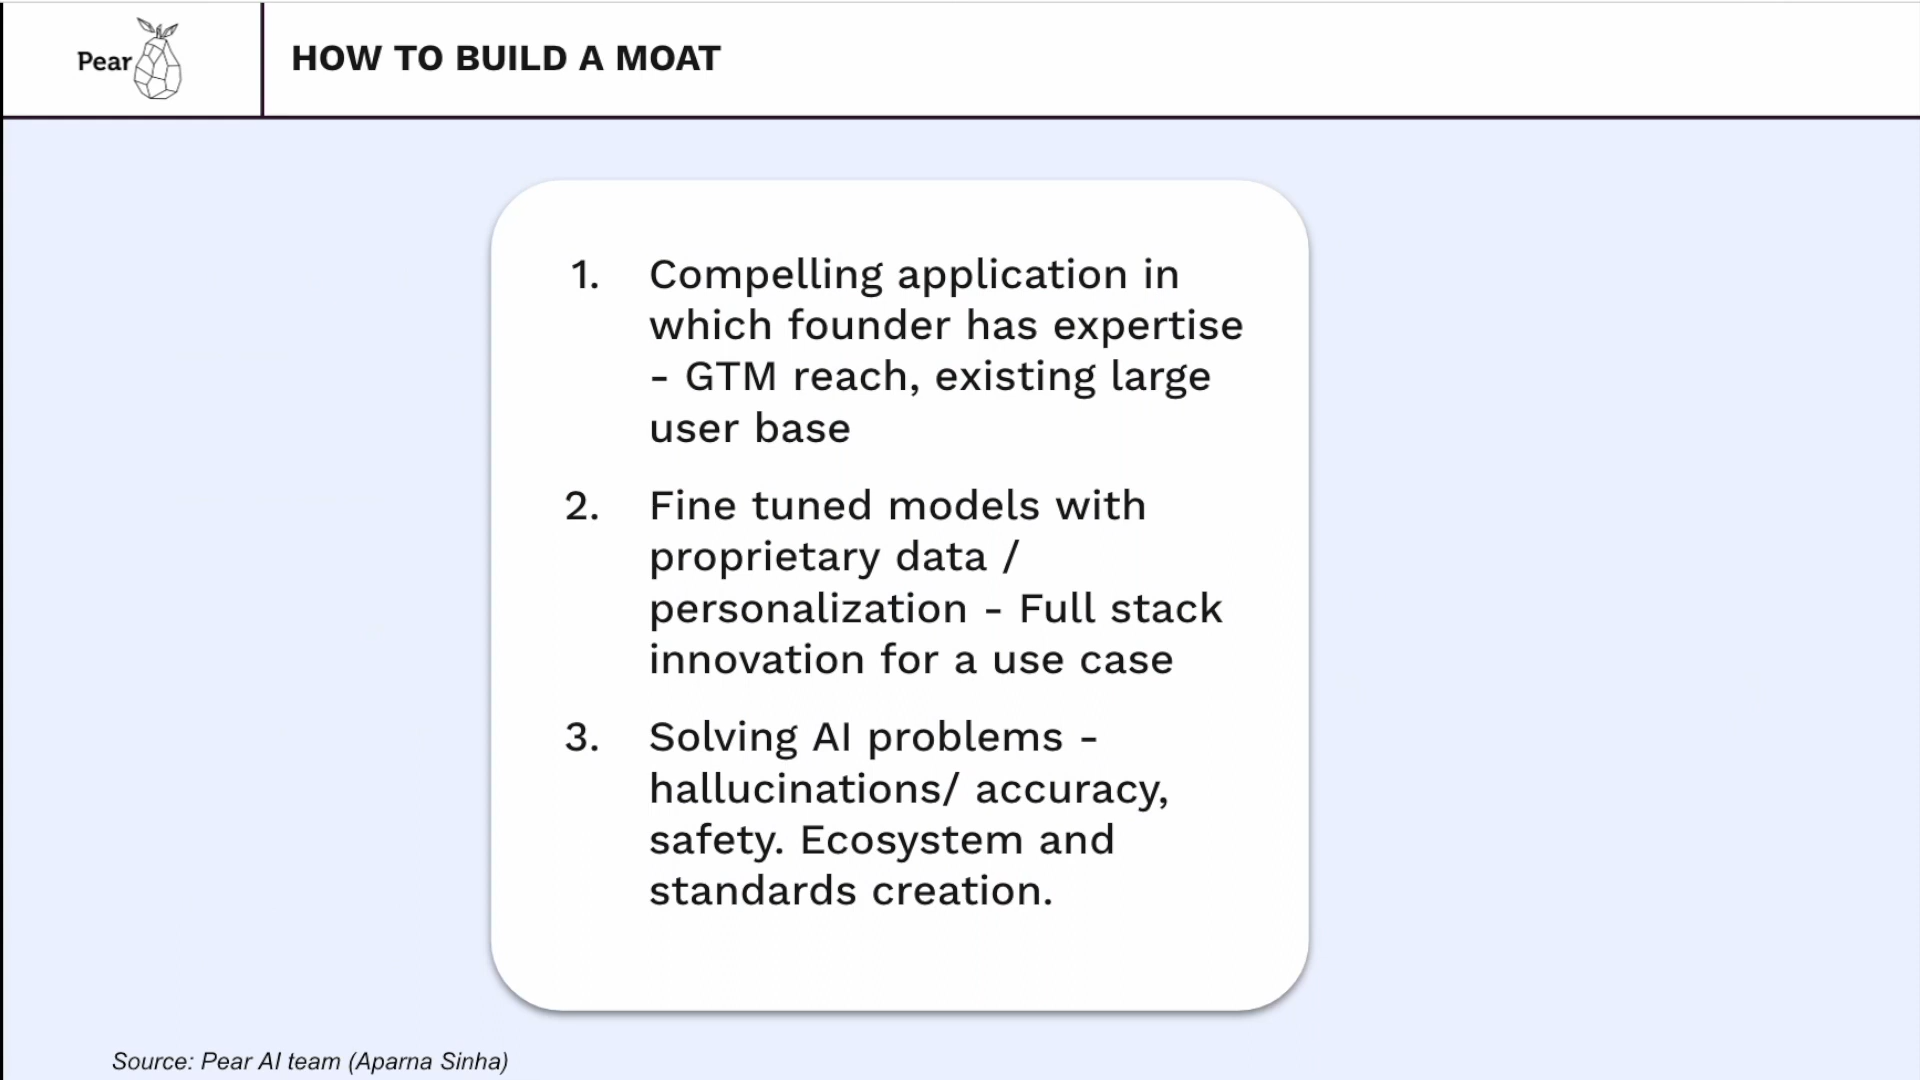 Pear
HOW TO BUILD A MOAT
1. Compelling application in
which founder has expertise
- GTM reach, existing large
user base
2. Fine tuned models with
proprietary data /
personalization - Full stack
innovation for a use case
3. Solving AI problems -
hallucinations/ accuracy,
safety. Ecosystem and
standards creation.
Source: Pear AI team (Aparna Sinha)